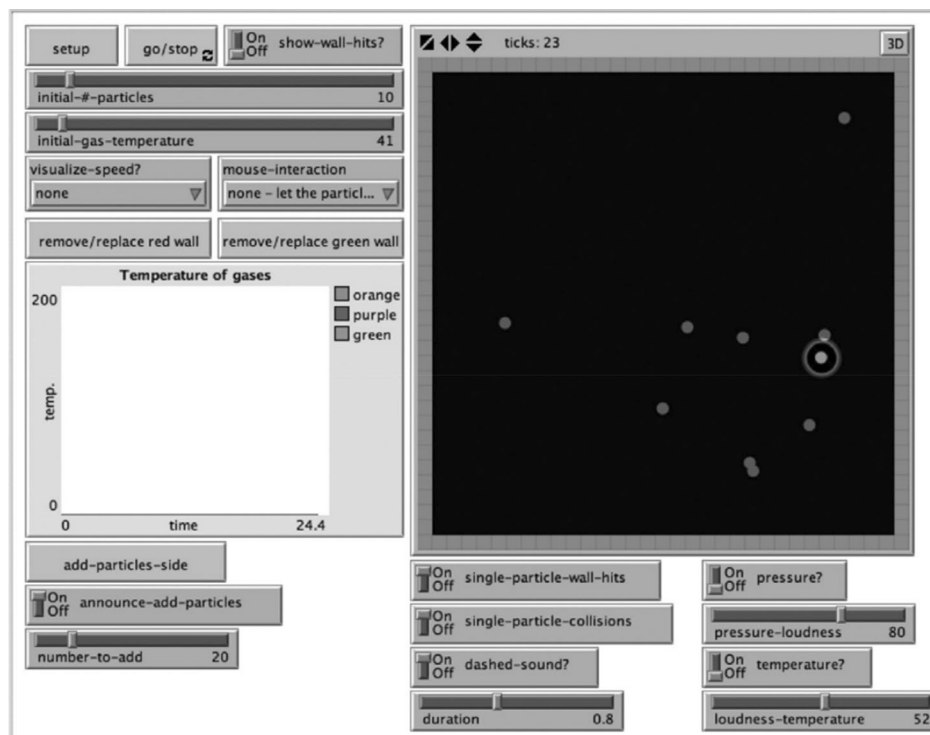 setup
go/stop
On
Off
show-wall-hits?
ticks: 23
3D
initial-#-particles 10
initial-gas-temperature 41
visualize-speed?
none
mouse-interaction
none - let the particl...
remove/replace red wall
remove/replace green wall
Temperature of gases
200
temp.
0
0 time 24.4
orange
purple
green
add-particles-side
On
Off
announce-add-particles
number-to-add 20
On
Off
single-particle-wall-hits
On
Off
single-particle-collisions
On
Off
dashed-sound?
duration 0.8
On
Off
pressure?
pressure-loudness 80
On
Off
temperature?
loudness-temperature 52